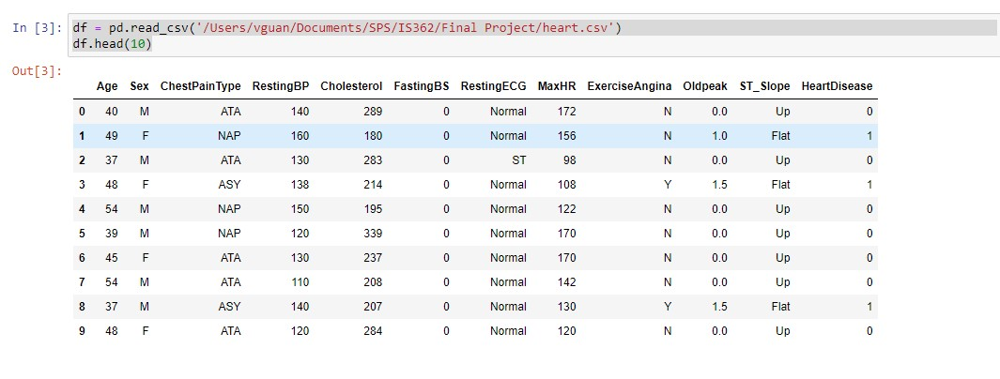 In [3]: df = pd.read_csv('/Users/vguan/Documents/SPS/IS362/Final Project/heart.csv')
df.head(10)
Out[3]:
Age Sex ChestPainType RestingBP Cholesterol FastingBS RestingECG MaxHR ExerciseAngina Oldpeak ST_Slope HeartDisease
0 40 M ATA 140 289 0 Normal 172 N 0.0 Up 0
1 49 F NAP 160 180 0 Normal 156 N 1.0 Flat 1
2 37 M ATA 130 283 0 ST 98 N 0.0 Up 0
3 48 F ASY 138 214 0 Normal 108 Y 1.5 Flat 1
4 54 M NAP 150 195 0 Normal 122 N 0.0 Up 0
5 39 M NAP 120 339 0 Normal 170 N 0.0 Up 0
6 45 F ATA 130 237 0 Normal 170 N 0.0 Up 0
7 54 M ATA 110 208 0 Normal 142 N 0.0 Up 0
8 37 M ASY 140 207 0 Normal 130 Y 1.5 Flat 1
9 48 F ATA 120 284 0 Normal 120 N 0.0 Up 0